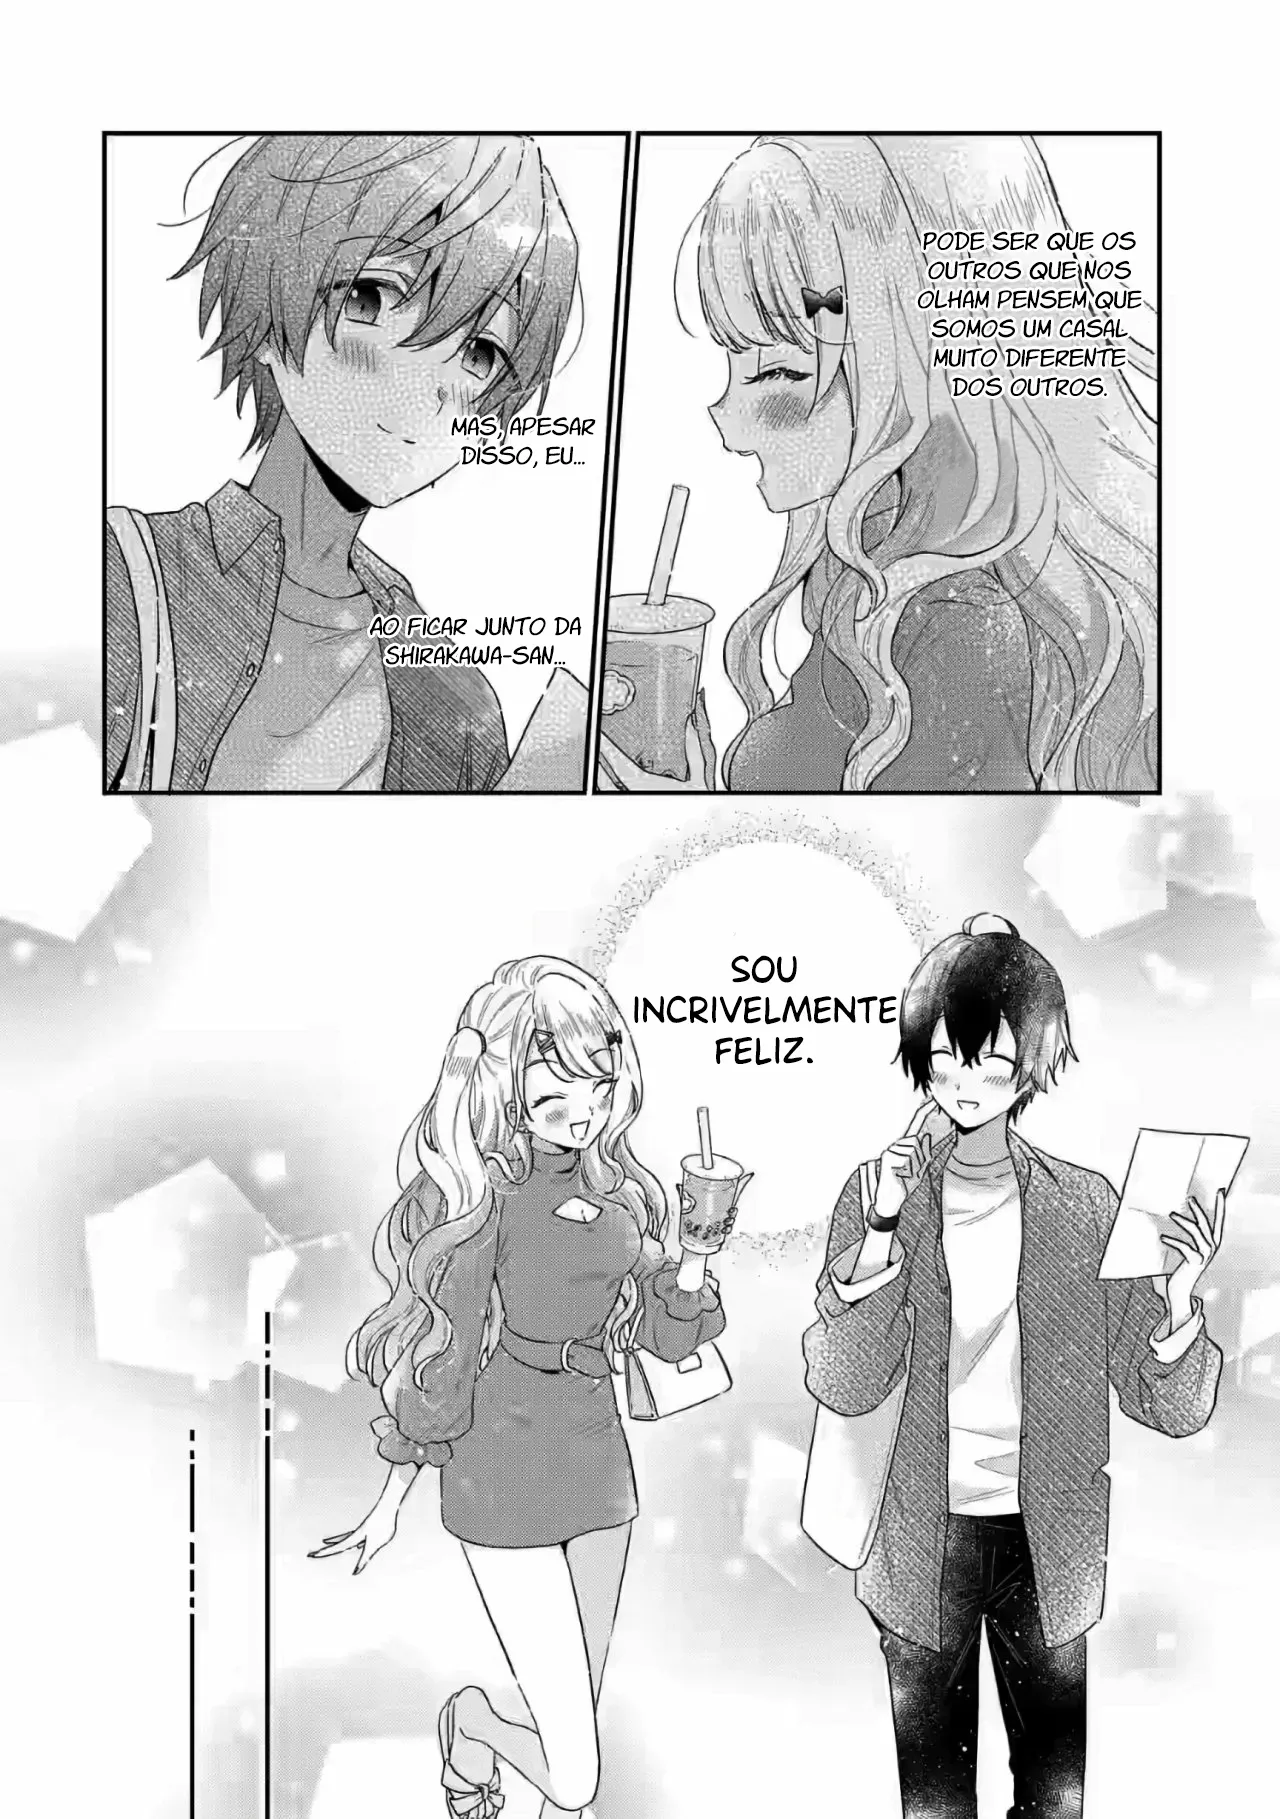 PODE SER QUE OS
OUTROS QUE NOS
OLHAM PENSEM QUE
SOMOS UM CASAL
MUITO DIFERENTE
DOS OUTROS.
MAS, APESAR
DISSO, EU...
AO FICAR JUNTO DA
SHIRAKAWA-SAN...
SOU
INCRIVELMENTE
FELIZ.